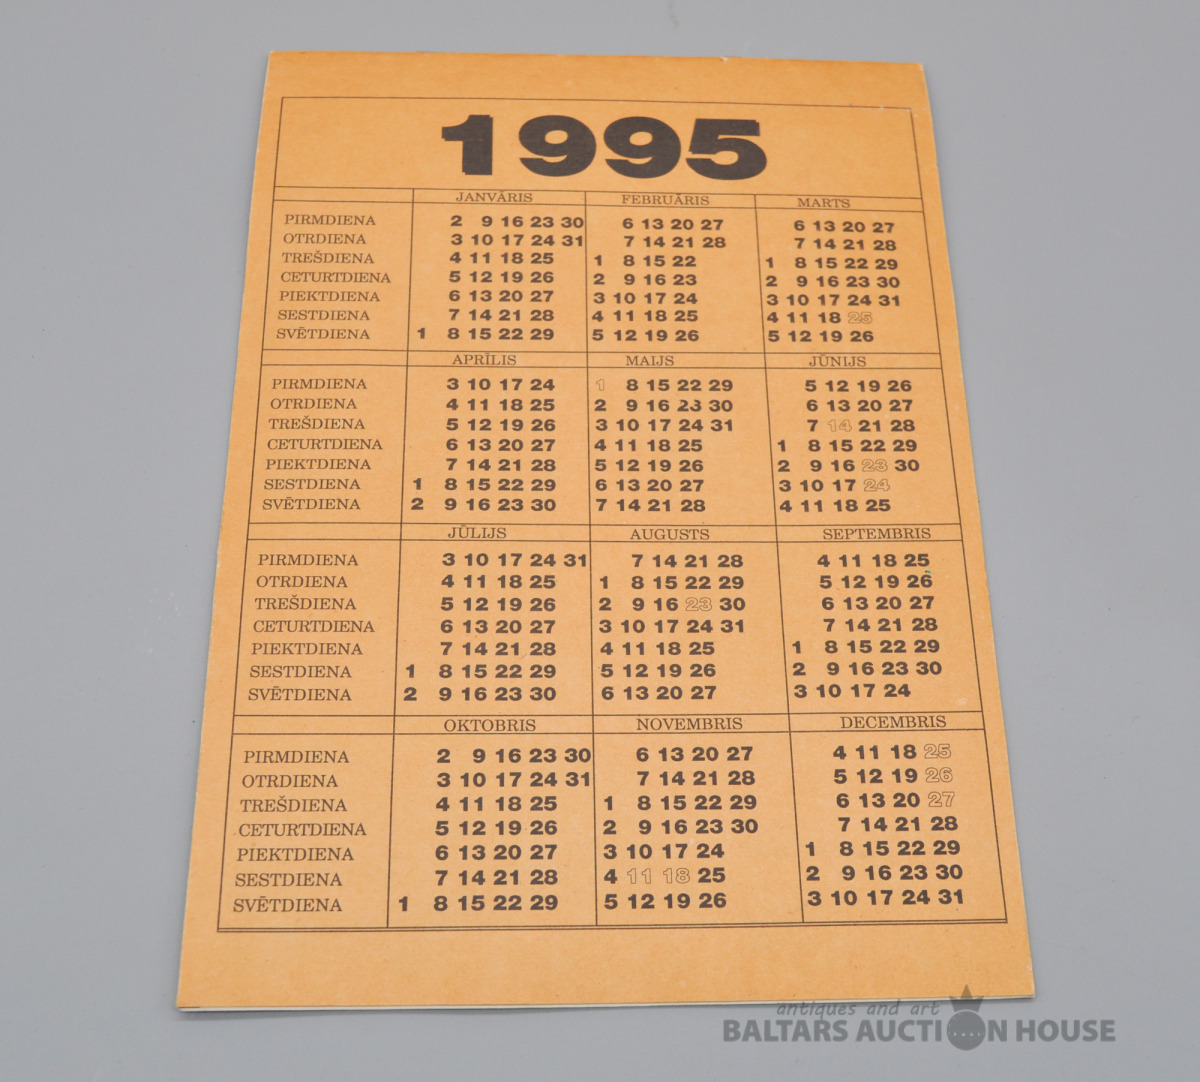 1995
JANVĀRIS FEBRUĀRIS MARTS
PIRMDIENA 2 9 16 23 30 6 13 20 27 6 13 20 27
OTRDIENA 3 10 17 24 31 7 14 21 28 7 14 21 28
TREŠDIENA 4 11 18 25 1 8 15 22 1 8 15 22 29
CETURTDIENA 5 12 19 26 2 9 16 23 2 9 16 23 30
PIEKTDIENA 6 13 20 27 3 10 17 24 3 10 17 24 31
SESTDIENA 7 14 21 28 4 11 18 25 4 11 18 25
SVĒTDIENA 1 8 15 22 29 5 12 19 26 5 12 19 26
APRĪLIS MAIJS JŪNIJS
PIRMDIENA 3 10 17 24 1 8 15 22 29 5 12 19 26
OTRDIENA 4 11 18 25 2 9 16 23 30 6 13 20 27
TREŠDIENA 5 12 19 26 3 10 17 24 31 7 14 21 28
CETURTDIENA 6 13 20 27 4 11 18 25 1 8 15 22 29
PIEKTDIENA 7 14 21 28 5 12 19 26 2 9 16 23 30
SESTDIENA 1 8 15 22 29 6 13 20 27 3 10 17 24
SVĒTDIENA 2 9 16 23 30 7 14 21 28 4 11 18 25
JŪLIJS AUGUSTS SEPTEMBRIS
PIRMDIENA 3 10 17 24 31 7 14 21 28 4 11 18 25
OTRDIENA 4 11 18 25 1 8 15 22 29 5 12 19 26
TREŠDIENA 5 12 19 26 2 9 16 23 30 6 13 20 27
CETURTDIENA 6 13 20 27 3 10 17 24 31 7 14 21 28
PIEKTDIENA 7 14 21 28 4 11 18 25 1 8 15 22 29
SESTDIENA 1 8 15 22 29 5 12 19 26 2 9 16 23 30
SVĒTDIENA 2 9 16 23 30 6 13 20 27 3 10 17 24
OKTOBRIS NOVEMBRIS DECEMBRIS
PIRMDIENA 2 9 16 23 30 6 13 20 27 4 11 18 25
OTRDIENA 3 10 17 24 31 7 14 21 28 5 12 19 26
TREŠDIENA 4 11 18 25 1 8 15 22 29 6 13 20 27
CETURTDIENA 5 12 19 26 2 9 16 23 30 7 14 21 28
PIEKTDIENA 6 13 20 27 3 10 17 24 1 8 15 22 29
SESTDIENA 7 14 21 28 4 11 18 25 2 9 16 23 30
SVĒTDIENA 1 8 15 22 29 5 12 19 26 3 10 17 24 31
antiques and art
BALTARS AUCTION HOUSE